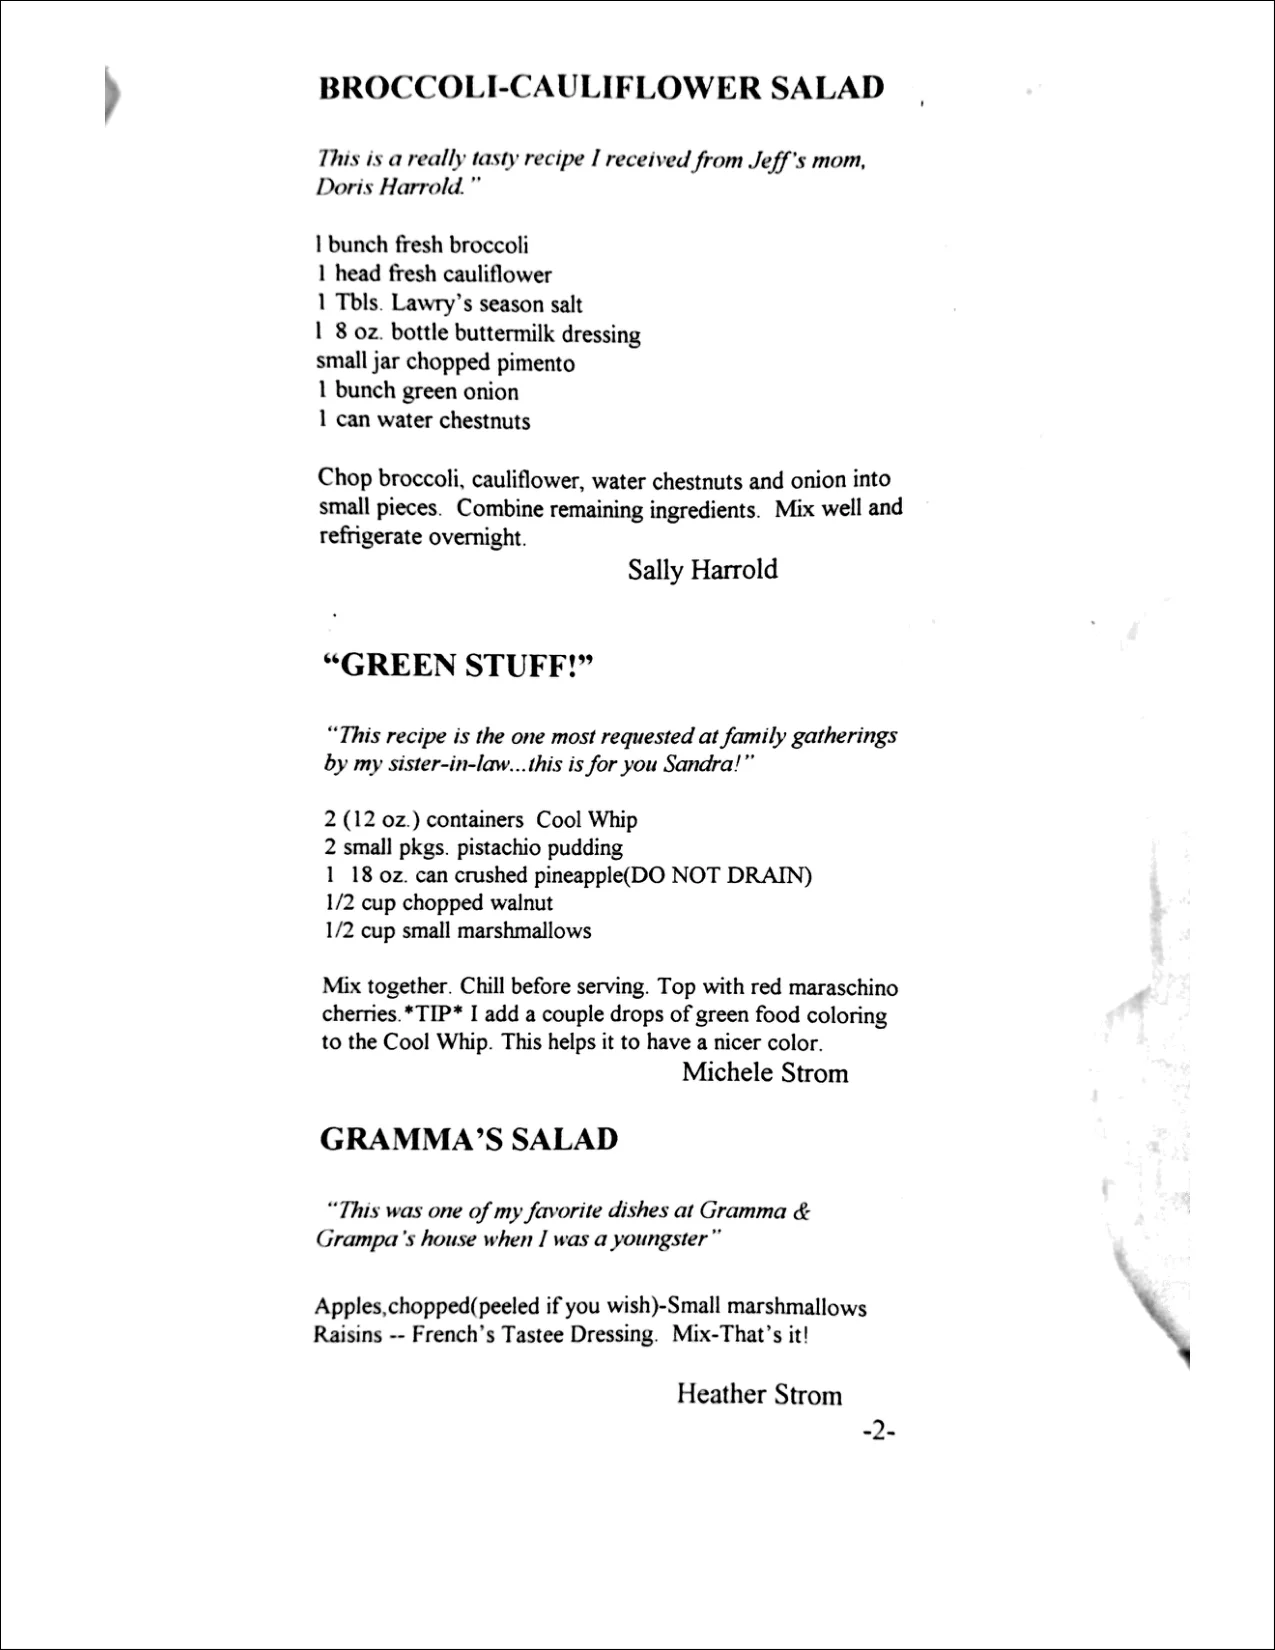 BROCCOLI-CAULIFLOWER SALAD
This is a really tasty recipe I received from Jeff's mom,
Doris Harrold."
1 bunch fresh broccoli
1 head fresh cauliflower
1 Tbls. Lawry's season salt
1 8 oz. bottle buttermilk dressing
small jar chopped pimento
1 bunch green onion
1 can water chestnuts
Chop broccoli, cauliflower, water chestnuts and onion into
small pieces. Combine remaining ingredients. Mix well and
refrigerate overnight.
Sally Harrold
“GREEN STUFF!”
"This recipe is the one most requested at family gatherings
by my sister-in-law...this is for you Sandra!"
2 (12 oz.) containers Cool Whip
2 small pkgs. pistachio pudding
1 18 oz. can crushed pineapple(DO NOT DRAIN)
1/2 cup chopped walnut
1/2 cup small marshmallows
Mix together. Chill before serving. Top with red maraschino
cherries.*TIP* I add a couple drops of green food coloring
to the Cool Whip. This helps it to have a nicer color.
Michele Strom
GRAMMA'S SALAD
"This was one of my favorite dishes at Gramma &
Grampa's house when I was a youngster"
Apples,chopped(peeled if you wish)-Small marshmallows
Raisins -- French's Tastee Dressing. Mix-That's it!
Heather Strom
-2-